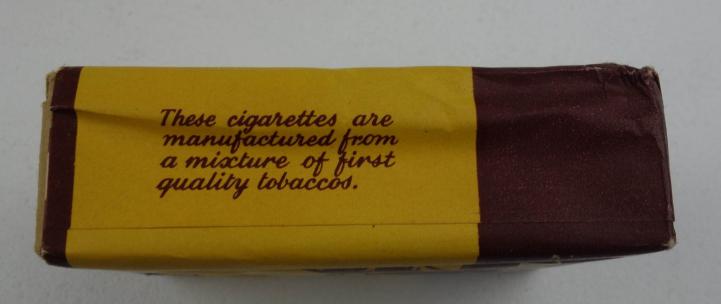 These cigarettes are
manufactured from
a mixture of first
quality tobaccos.